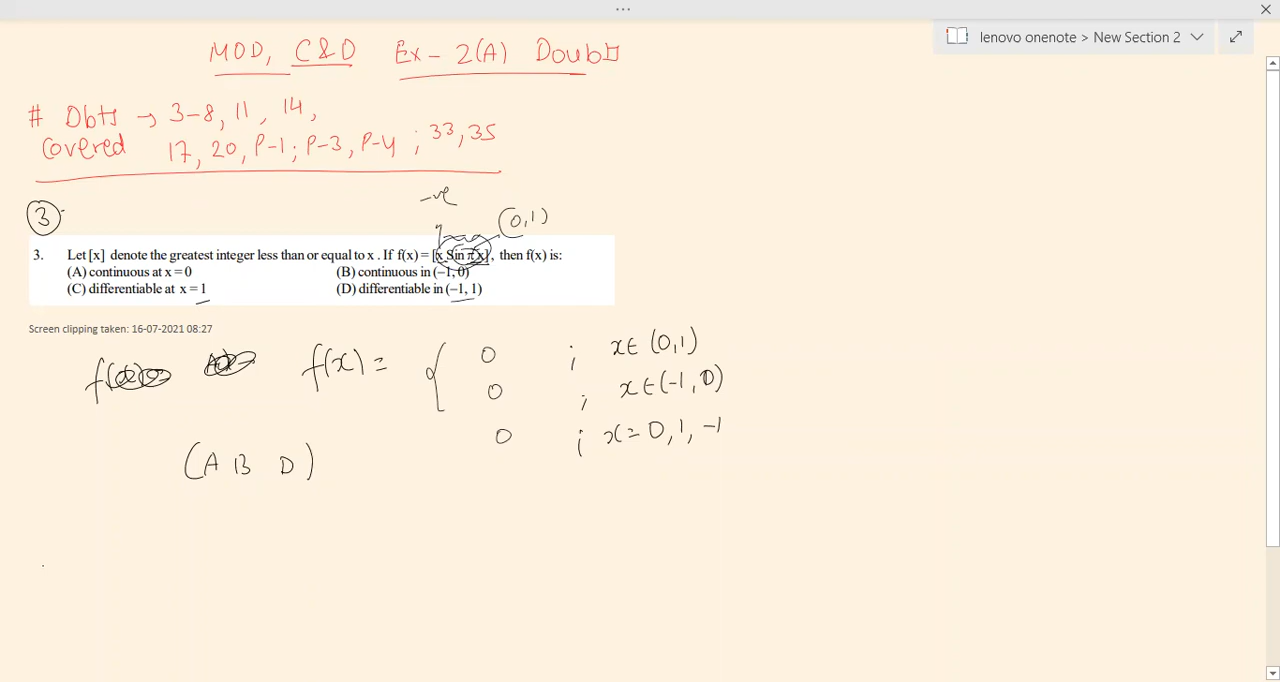 lenovo onenote > New Section 2
MOD, C&D Ex - 2(A) Doubts
# Dbts → 3-8, 11, 14,
Covered 17, 20, P-1; P-3, P-4 ; 33, 35
-ve
(0,1)
3
3. Let [x] denote the greatest integer less than or equal to x . If f(x) = [x Sin πx], then f(x) is:
(A) continuous at x = 0 (B) continuous in (−1, 0)
(C) differentiable at x = 1 (D) differentiable in (−1, 1)
Screen clipping taken: 16-07-2021 08:27
f(x) = { 0 ; x∈ (0,1)
0 ; x∈(-1, 0)
0 ; x= 0, 1, -1
(A B D)